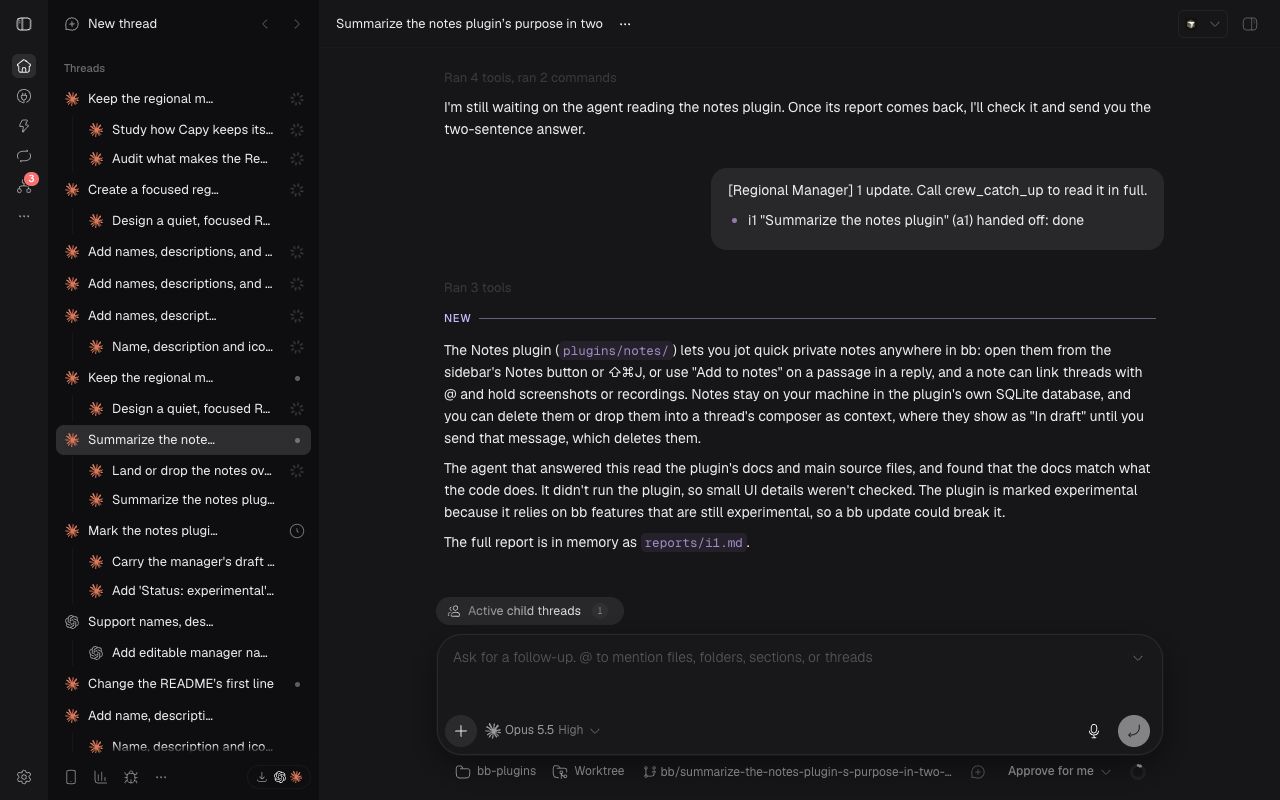 New thread
Summarize the notes plugin's purpose in two
Threads
Keep the regional m…
Study how Capy keeps its…
Audit what makes the Re…
Create a focused reg…
Design a quiet, focused R…
Add names, descriptions, and …
Add names, descriptions, and …
Add names, descript…
Name, description and ico…
Keep the regional m…
Design a quiet, focused R…
Summarize the note…
Land or drop the notes ov…
Summarize the notes plug…
Mark the notes plugi…
Carry the manager's draft …
Add 'Status: experimental'…
Support names, des…
Add editable manager na…
Change the README's first line
Add name, descripti…
Name, description and ico…
3
Ran 4 tools, ran 2 commands
I'm still waiting on the agent reading the notes plugin. Once its report comes back, I'll check it and send you the
two-sentence answer.
[Regional Manager] 1 update. Call crew_catch_up to read it in full.
• i1 "Summarize the notes plugin" (a1) handed off: done
Ran 3 tools
NEW
The Notes plugin ( plugins/notes/ ) lets you jot quick private notes anywhere in bb: open them from the
sidebar's Notes button or ⇧⌘J, or use "Add to notes" on a passage in a reply, and a note can link threads with
@ and hold screenshots or recordings. Notes stay on your machine in the plugin's own SQLite database, and
you can delete them or drop them into a thread's composer as context, where they show as "In draft" until you
send that message, which deletes them.
The agent that answered this read the plugin's docs and main source files, and found that the docs match what
the code does. It didn't run the plugin, so small UI details weren't checked. The plugin is marked experimental
because it relies on bb features that are still experimental, so a bb update could break it.
The full report is in memory as reports/i1.md.
Active child threads 1
Ask for a follow-up. @ to mention files, folders, sections, or threads
Opus 5.5 High
bb-plugins
Worktree
bb/summarize-the-notes-plugin-s-purpose-in-two-…
Approve for me